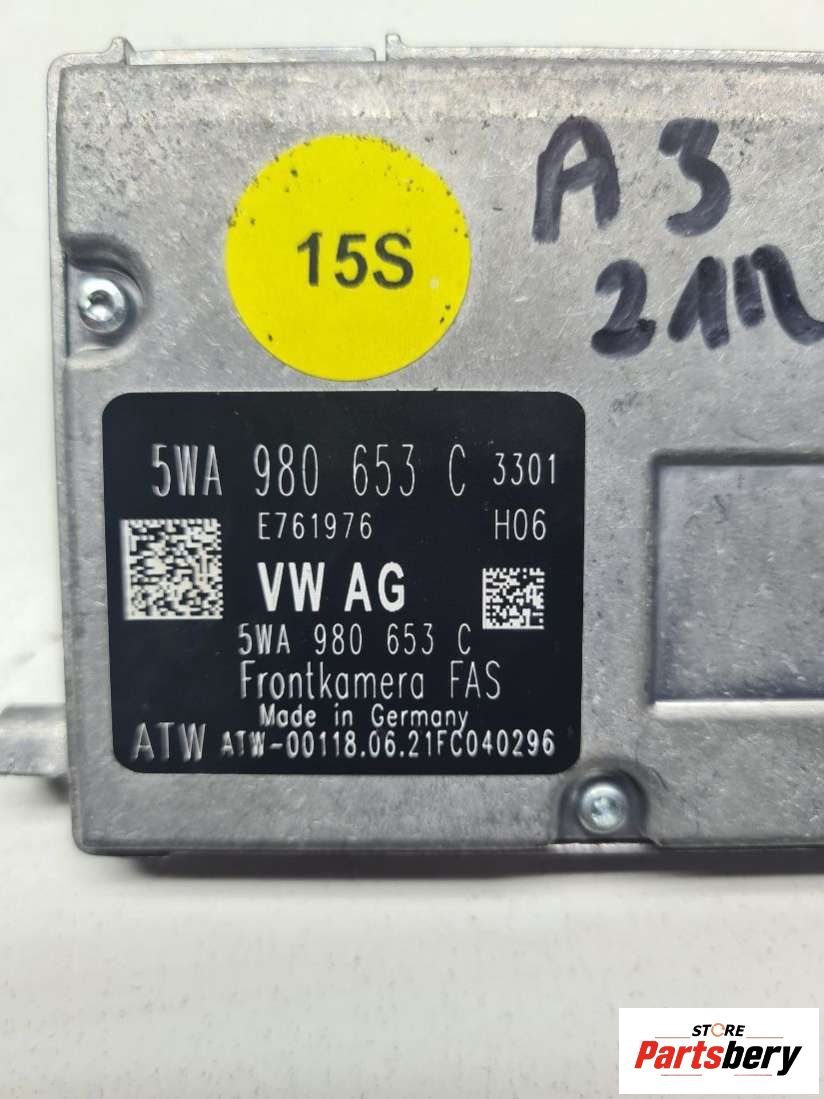 A3
15S
21R
5WA 980 653 C 3301
E761976 H06
VW AG
5WA 980 653 C
Frontkamera FAS
Made in Germany
ATW ATW-00118.06.21FC040296
STORE
Partsbery